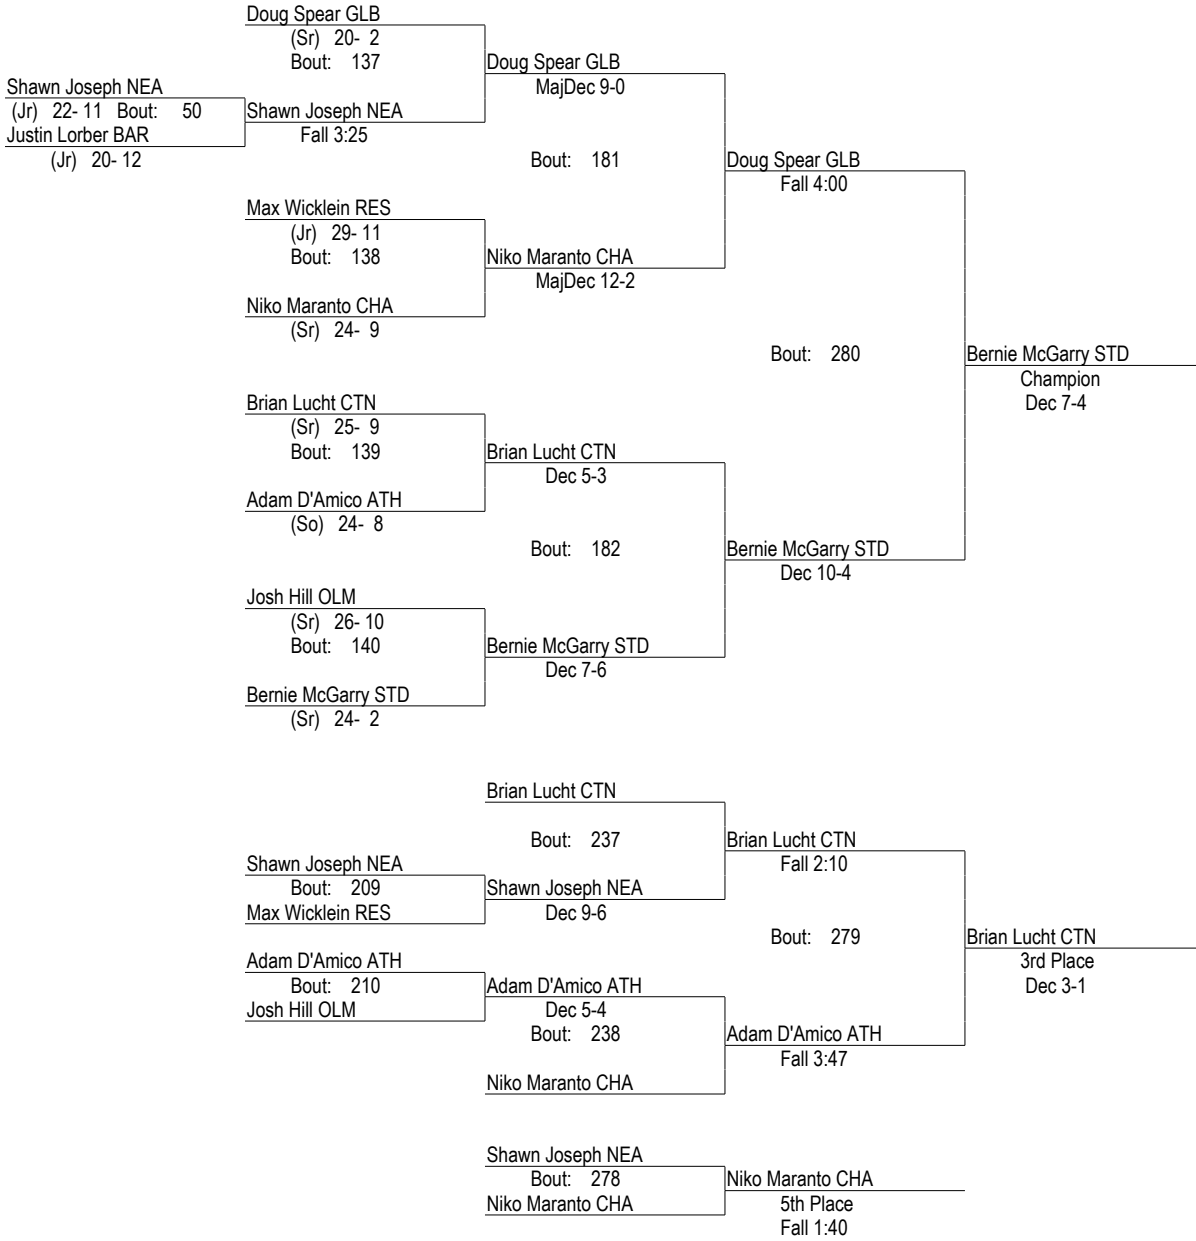 Doug Spear GLB
(Sr) 20- 2
Bout: 137
Doug Spear GLB
MajDec 9-0
Shawn Joseph NEA
(Jr) 22- 11 Bout: 50
Shawn Joseph NEA
Fall 3:25
Justin Lorber BAR
(Jr) 20- 12
Bout: 181
Doug Spear GLB
Fall 4:00
Max Wicklein RES
(Jr) 29- 11
Bout: 138
Niko Maranto CHA
MajDec 12-2
Niko Maranto CHA
(Sr) 24- 9
Bout: 280
Bernie McGarry STD
Champion
Dec 7-4
Brian Lucht CTN
(Sr) 25- 9
Bout: 139
Brian Lucht CTN
Dec 5-3
Adam D'Amico ATH
(So) 24- 8
Bout: 182
Bernie McGarry STD
Dec 10-4
Josh Hill OLM
(Sr) 26- 10
Bout: 140
Bernie McGarry STD
Dec 7-6
Bernie McGarry STD
(Sr) 24- 2
Brian Lucht CTN
Bout: 237
Brian Lucht CTN
Fall 2:10
Shawn Joseph NEA
Bout: 209
Shawn Joseph NEA
Dec 9-6
Max Wicklein RES
Bout: 279
Brian Lucht CTN
3rd Place
Dec 3-1
Adam D'Amico ATH
Bout: 210
Adam D'Amico ATH
Dec 5-4
Josh Hill OLM
Bout: 238
Adam D'Amico ATH
Fall 3:47
Niko Maranto CHA
Shawn Joseph NEA
Bout: 278
Niko Maranto CHA
Niko Maranto CHA
5th Place
Fall 1:40